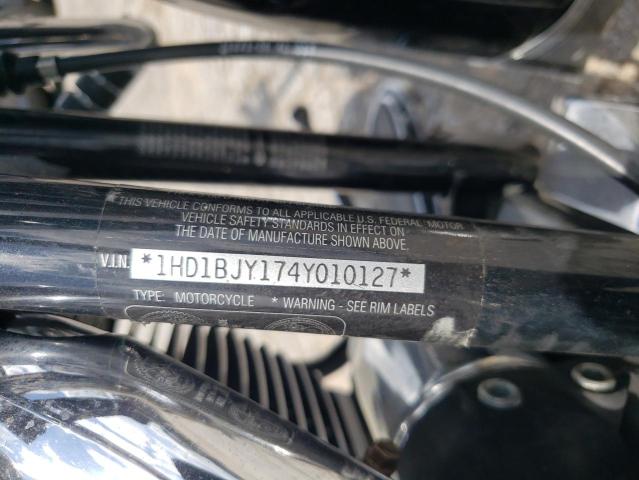 THIS VEHICLE CONFORMS TO ALL APPLICABLE U.S. FEDERAL MOTOR
VEHICLE SAFETY STANDARDS IN EFFECT ON
THE DATE OF MANUFACTURE SHOWN ABOVE.
V.I.N. *1HD1BJY174Y010127*
TYPE: MOTORCYCLE * WARNING - SEE RIM LABELS